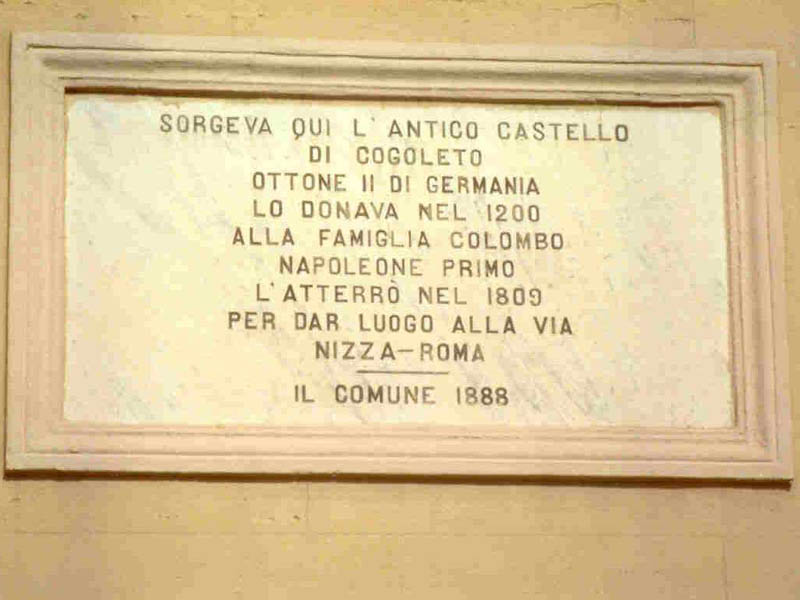 SORGEVA QUI L'ANTICO CASTELLO
DI COGOLETO
OTTONE II DI GERMANIA
LO DONAVA NEL 1200
ALLA FAMIGLIA COLOMBO
NAPOLEONE PRIMO
L'ATTERRÒ NEL 1809
PER DAR LUOGO ALLA VIA
NIZZA-ROMA
IL COMUNE 1888